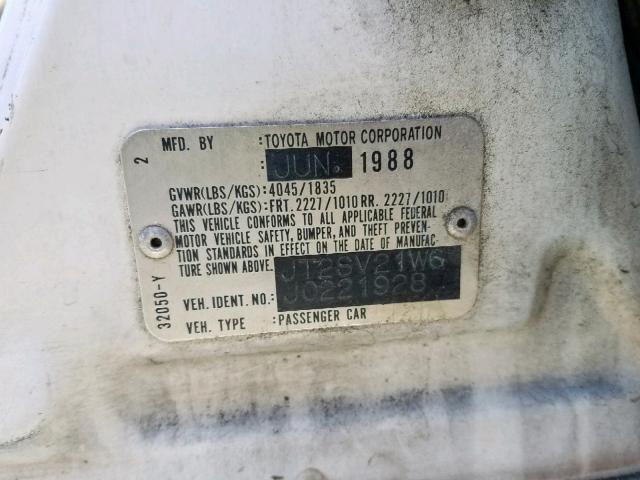 2 MFD. BY : TOYOTA MOTOR CORPORATION
: JUN. 1988
GVWR(LBS/KGS): 4045/1835
GAWR(LBS/KGS): FRT. 2227/1010 RR. 2227/1010
THIS VEHICLE CONFORMS TO ALL APPLICABLE FEDERAL
MOTOR VEHICLE SAFETY, BUMPER, AND THEFT PREVEN-
TION STANDARDS IN EFFECT ON THE DATE OF MANUFAC-
TURE SHOWN ABOVE. JT2SV21W6
VEH. IDENT. NO.: J0221928
VEH. TYPE : PASSENGER CAR
32050-Y